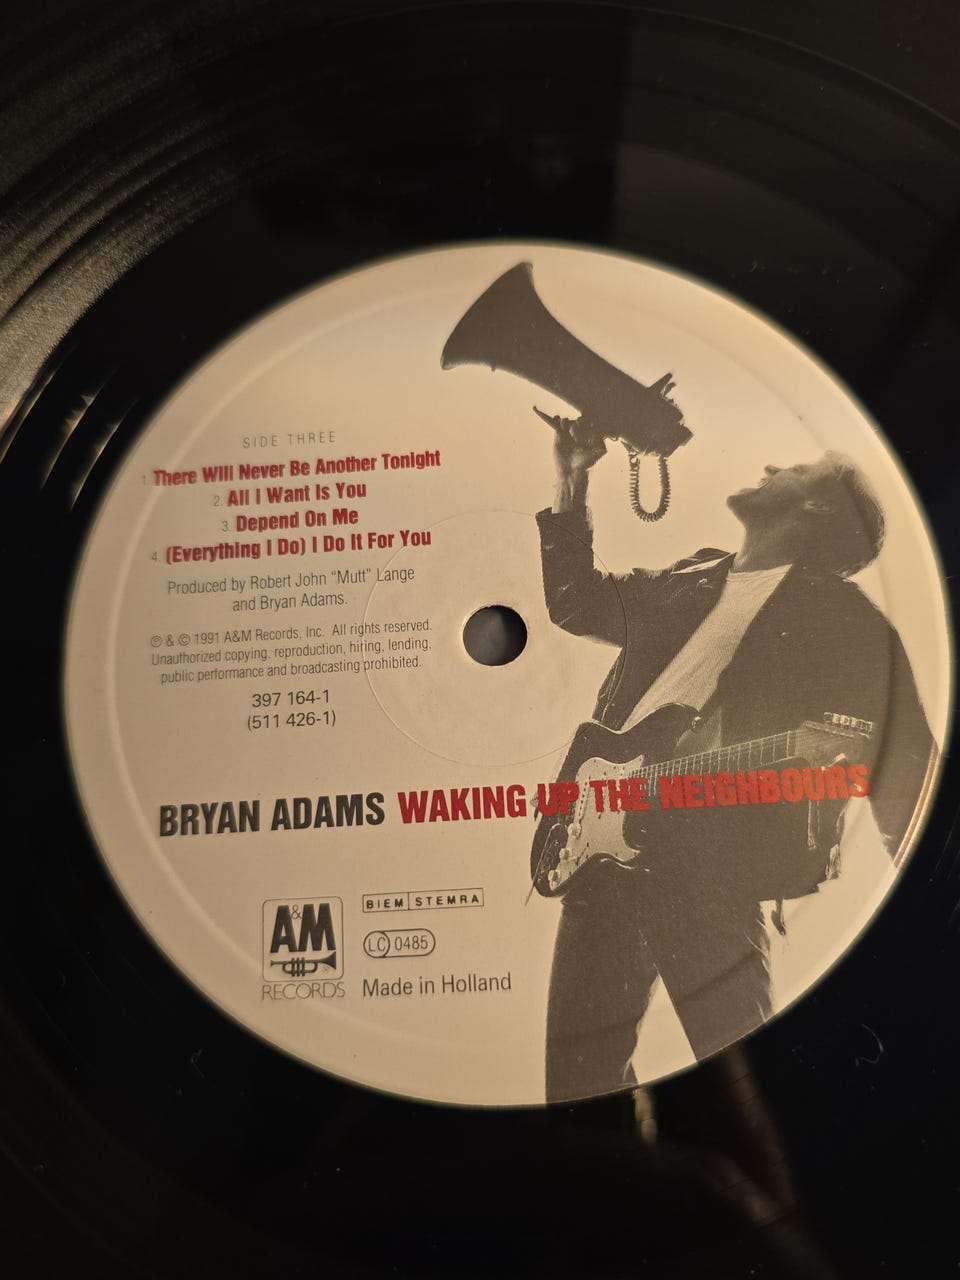 SIDE THREE
1. There Will Never Be Another Tonight
2. All I Want Is You
3. Depend On Me
4. (Everything I Do) I Do It For You
Produced by Robert John “Mutt” Lange
and Bryan Adams.
℗ & © 1991 A&M Records, Inc. All rights reserved.
Unauthorized copying, reproduction, hiring, lending,
public performance and broadcasting prohibited.
397 164-1
(511 426-1)
BRYAN ADAMS WAKING UP THE NEIGHBOURS
A&M
®
RECORDS
BIEM STEMRA
LC 0485
Made in Holland